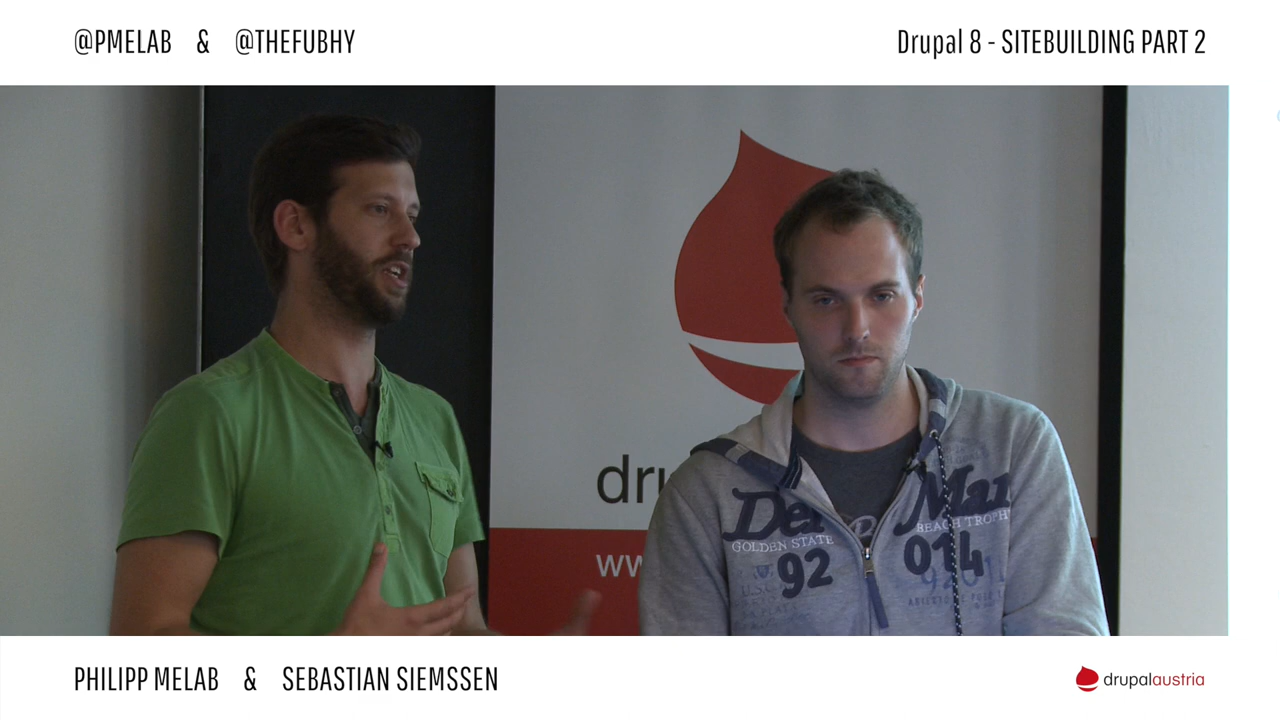 @PMELAB & @THEFUBHY
Drupal 8 - SITEBUILDING PART 2
dru
ww
GOLDEN STATE
BEACH TROPHY
92
014
PHILIPP MELAB & SEBASTIAN SIEMSSEN
drupalaustria